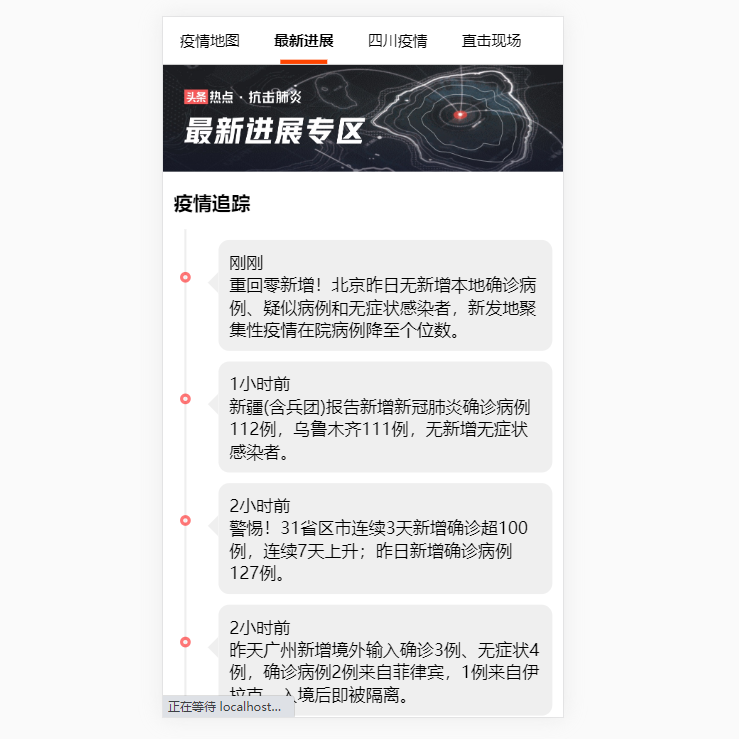 疫情地图 最新进展 四川疫情 直击现场
头条热点·抗击肺炎
最新进展专区
疫情追踪
刚刚
重回零新增！北京昨日无新增本地确诊病
例、疑似病例和无症状感染者，新发地聚
集性疫情在院病例降至个位数。
1小时前
新疆(含兵团)报告新增新冠肺炎确诊病例
112例，乌鲁木齐111例，无新增无症状
感染者。
2小时前
警惕！31省区市连续3天新增确诊超100
例，连续7天上升；昨日新增确诊病例
127例。
2小时前
昨天广州新增境外输入确诊3例、无症状4
例，确诊病例2例来自菲律宾，1例来自伊
拉克，入境后即被隔离。
正在等待 localhost...